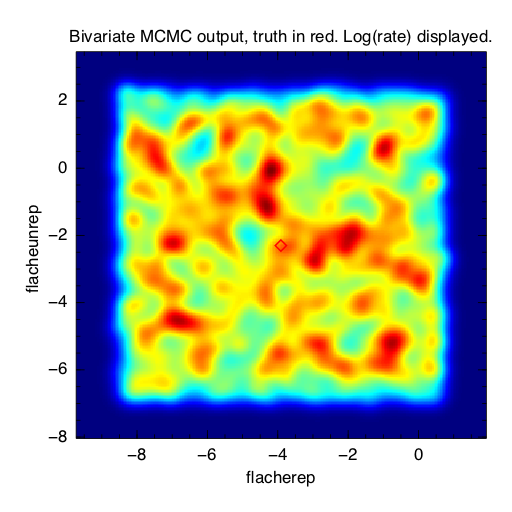 Bivariate MCMC output, truth in red. Log(rate) displayed.
2
0
−2
−4
−6
−8
flacheunrep
−8 −6 −4 −2 0
flacherep